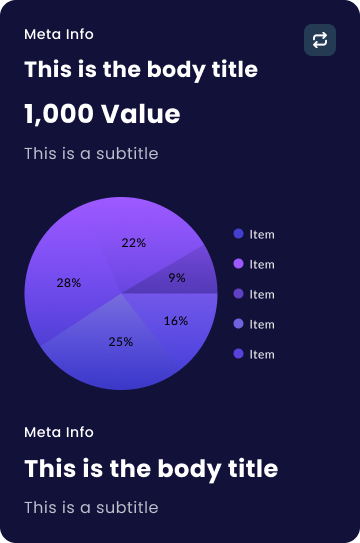 Meta Info
This is the body title
1,000 Value
This is a subtitle
22%
9%
28%
16%
25%
Item
Item
Item
Item
Item
Meta Info
This is the body title
This is a subtitle